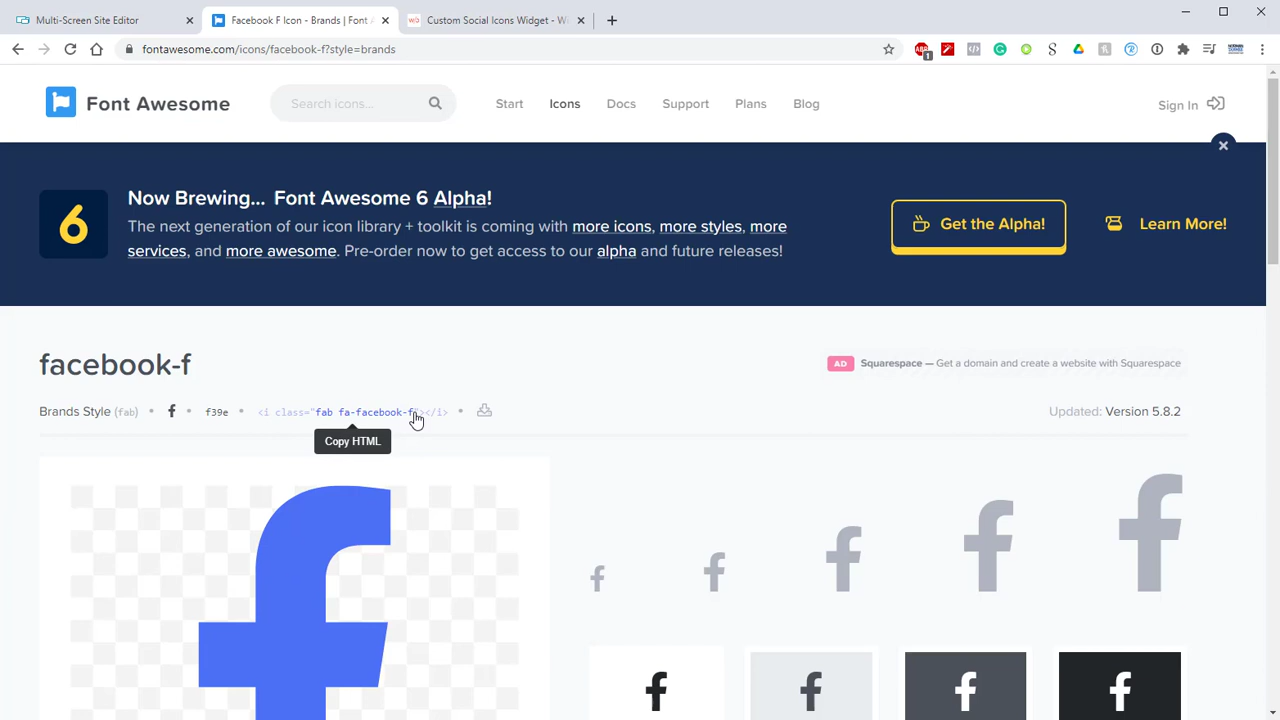 Multi-Screen Site Editor
Facebook F Icon - Brands | Font A
Custom Social Icons Widget - Wi
fontawesome.com/icons/facebook-f?style=brands
ABP
1
Font Awesome
Search icons...
Start
Icons
Docs
Support
Plans
Blog
Sign In
6
Now Brewing... Font Awesome 6 Alpha!
The next generation of our icon library + toolkit is coming with more icons, more styles, more
services, and more awesome. Pre-order now to get access to our alpha and future releases!
Get the Alpha!
Learn More!
facebook-f
AD Squarespace — Get a domain and create a website with Squarespace
Brands Style (fab) • f • f39e • <i class="fab fa-facebook-f"></i> •
Updated: Version 5.8.2
Copy HTML